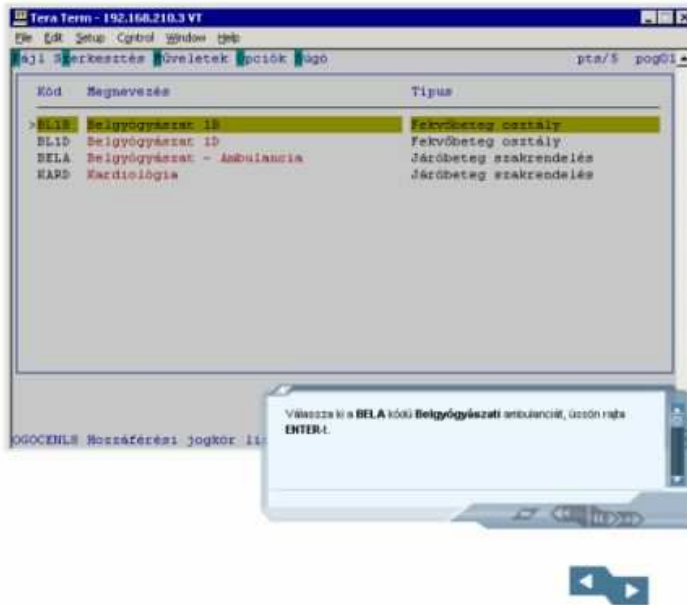 Tera Term - 192.168.210.3 VT
File Edit Setup Control Window Help
Fájl Szerkesztés Műveletek Opciók Súgó pts/5 pog01
Kód Megnevezés Típus
>BL1B Belgyógyászat 1B Fekvőbeteg osztály
BL1D Belgyógyászat 1D Fekvőbeteg osztály
BELA Belgyógyászat - Ambulancia Járóbeteg szakrendelés
KARD Kardiológia Járóbeteg szakrendelés
Válassza ki a BELA kódú Belgyógyászati ambulanciát, üssön rajta
ENTER-t.
Hozzáférési jogkör